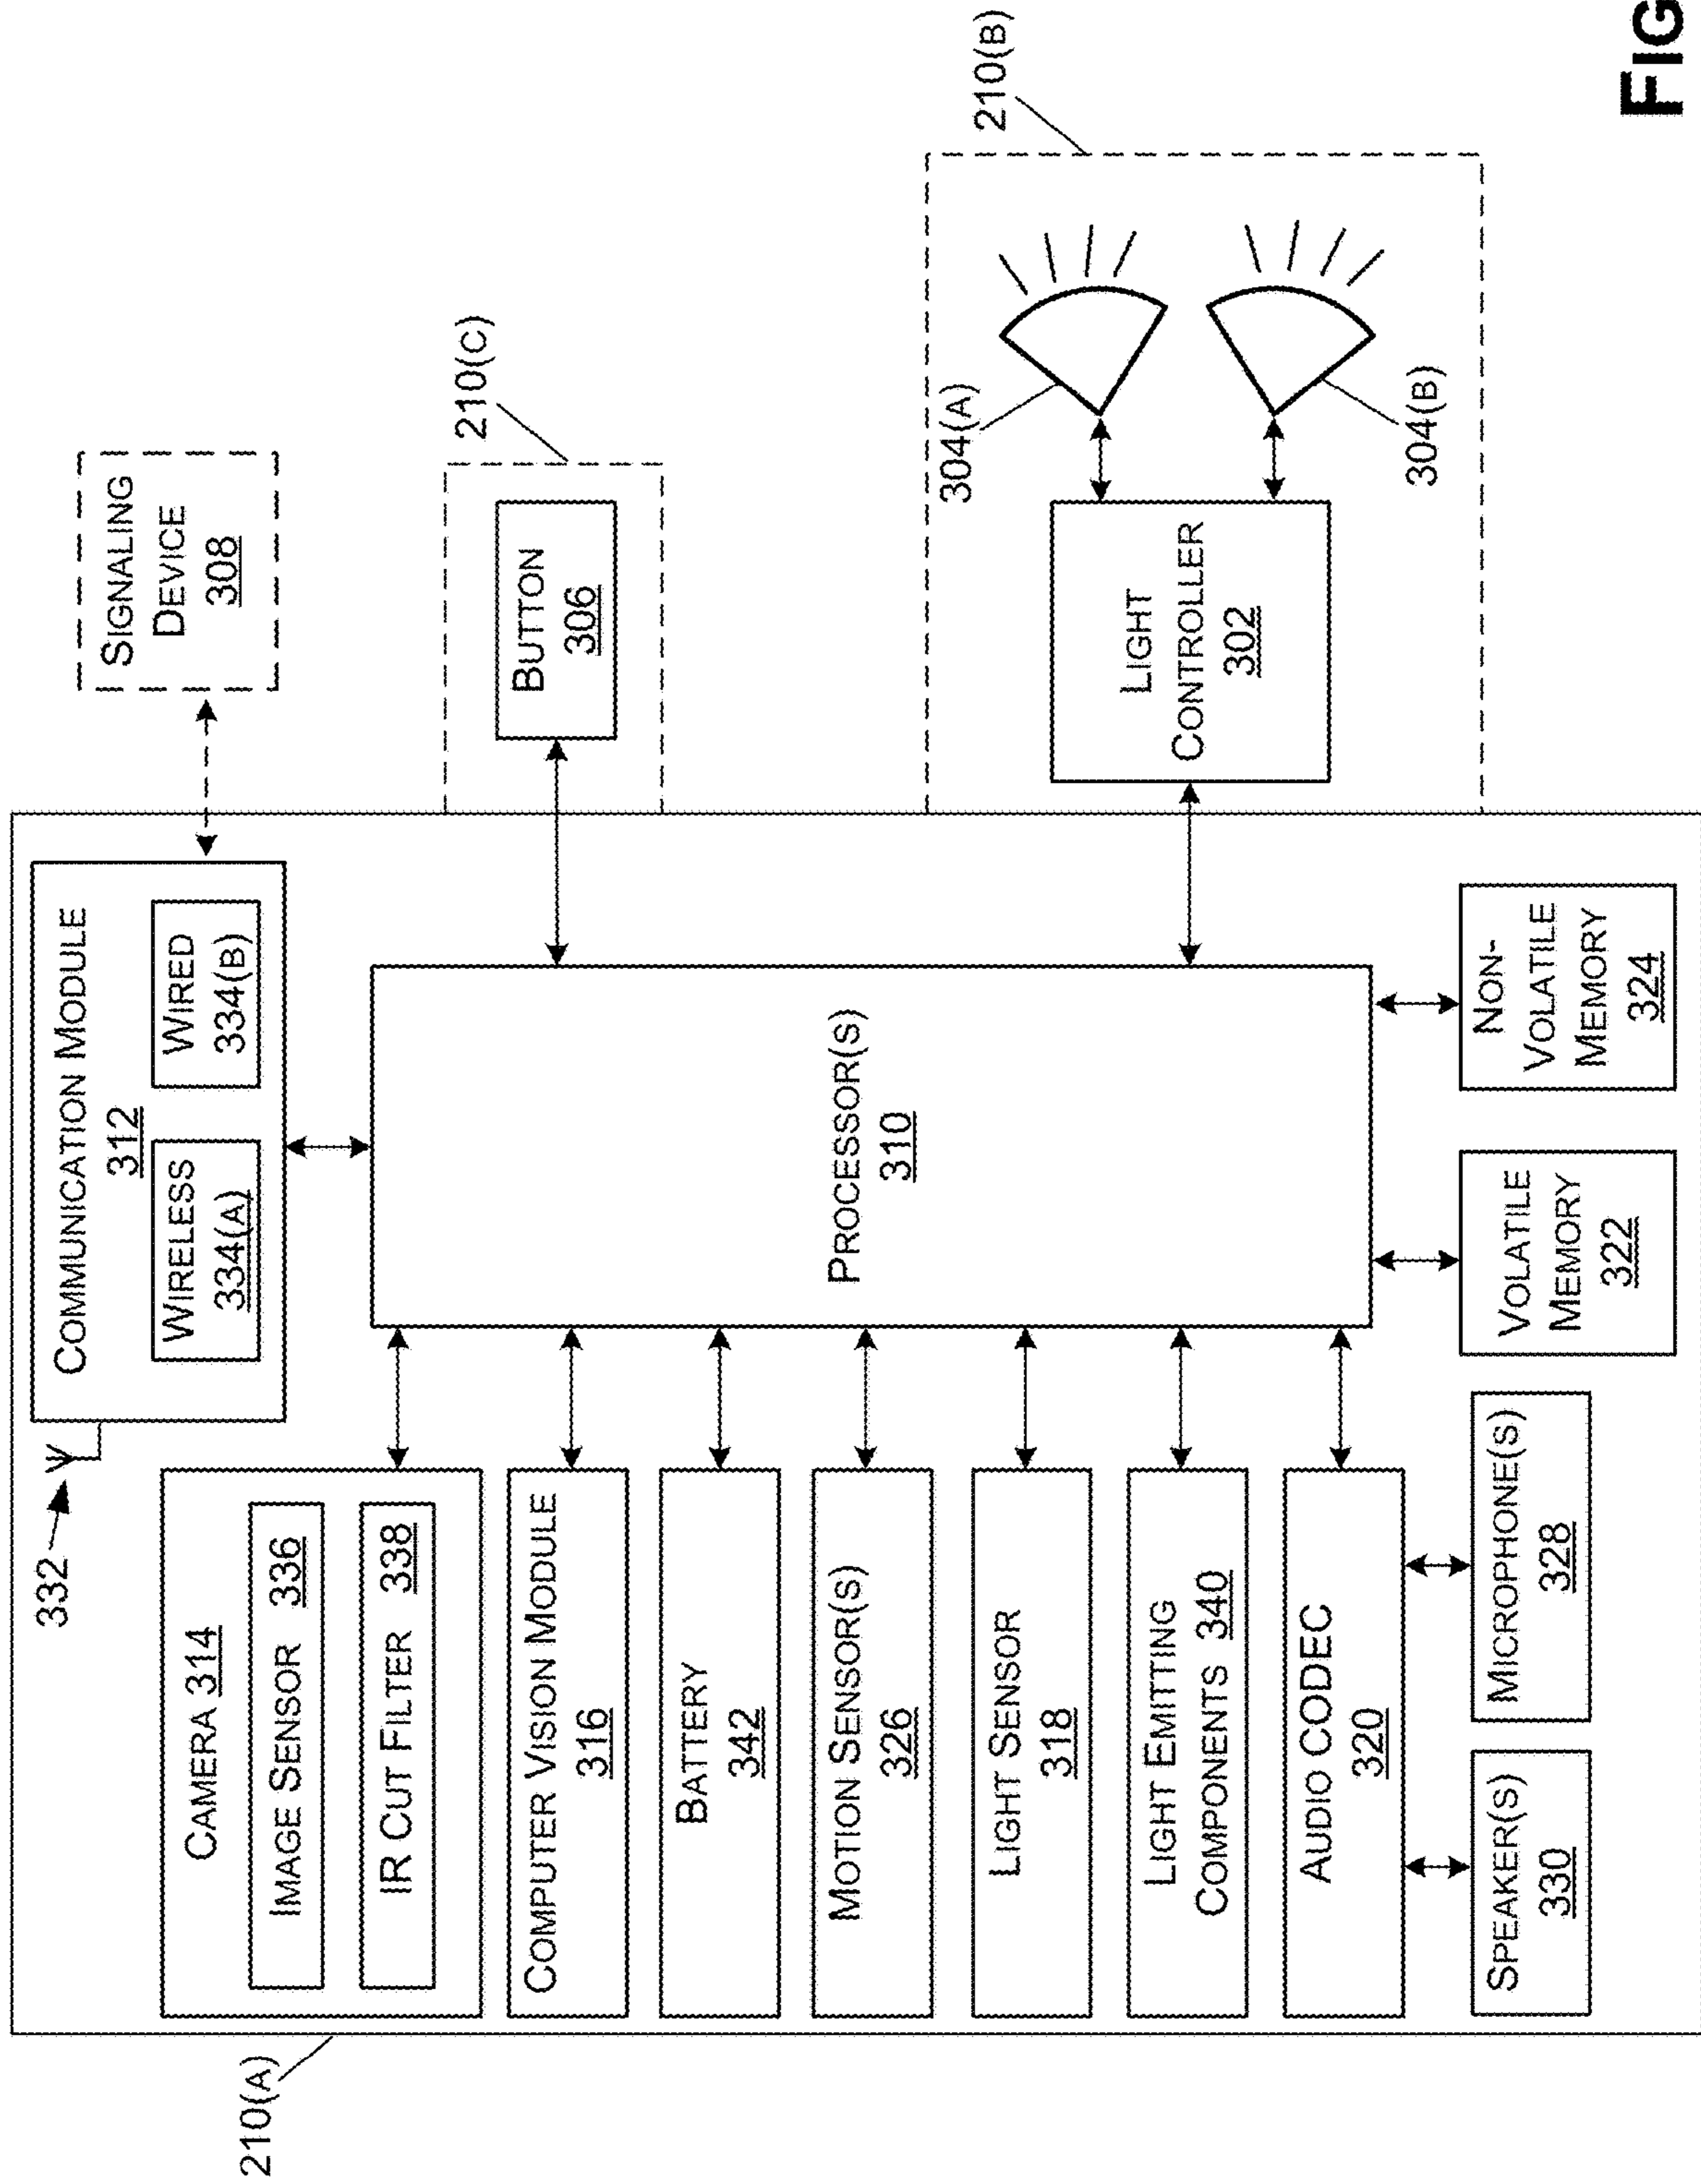 210(A)
332
COMMUNICATION MODULE
312
WIRELESS
334(A)
WIRED
334(B)
SIGNALING
DEVICE
308
CAMERA 314
IMAGE SENSOR 336
IR CUT FILTER 338
COMPUTER VISION MODULE
316
BATTERY
342
MOTION SENSOR(S)
326
LIGHT SENSOR
318
LIGHT EMITTING
COMPONENTS 340
AUDIO CODEC
320
SPEAKER(S)
330
MICROPHONE(S)
328
PROCESSOR(S)
310
VOLATILE
MEMORY
322
NON-
VOLATILE
MEMORY
324
210(C)
BUTTON
306
210(B)
LIGHT
CONTROLLER
302
304(A)
304(B)
FIG